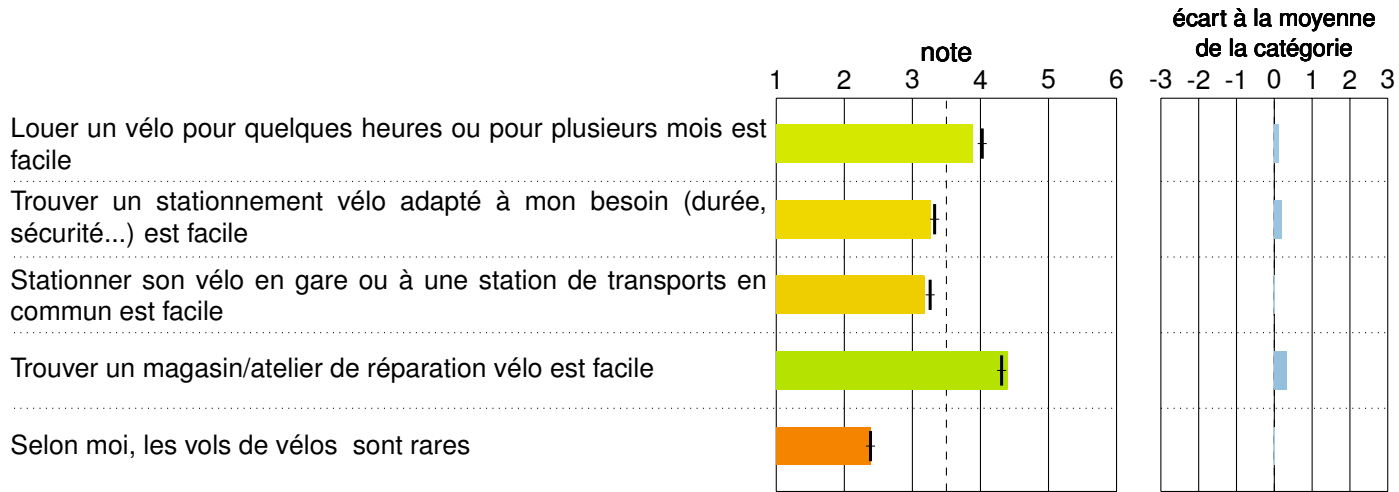 écart à la moyenne
note de la catégorie
1 2 3 4 5 6 -3 -2 -1 0 1 2 3
Louer un vélo pour quelques heures ou pour plusieurs mois est
facile
Trouver un stationnement vélo adapté à mon besoin (durée,
sécurité...) est facile
Stationner son vélo en gare ou à une station de transports en
commun est facile
Trouver un magasin/atelier de réparation vélo est facile
Selon moi, les vols de vélos  sont rares